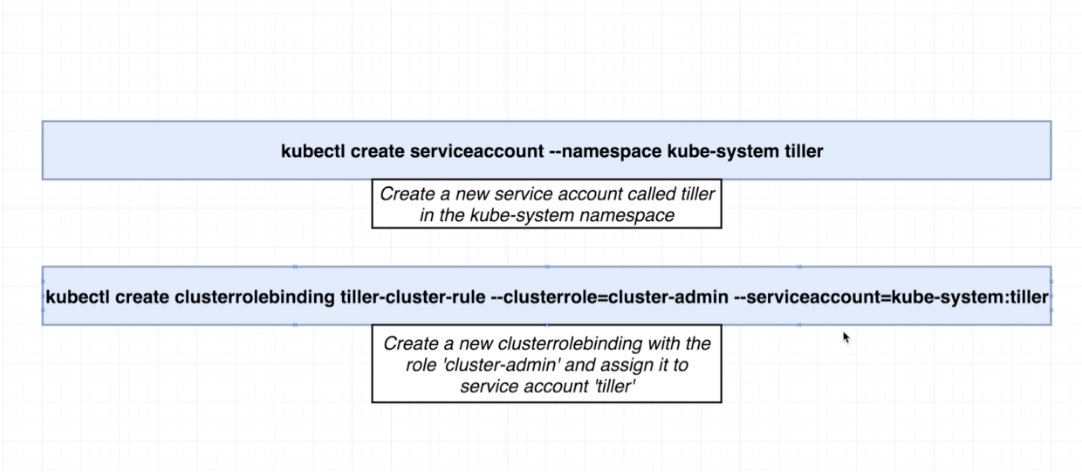 kubectl create serviceaccount --namespace kube-system tiller
Create a new service account called tiller
in the kube-system namespace
kubectl create clusterrolebinding tiller-cluster-rule --clusterrole=cluster-admin --serviceaccount=kube-system:tiller
Create a new clusterrolebinding with the
role 'cluster-admin' and assign it to
service account 'tiller'